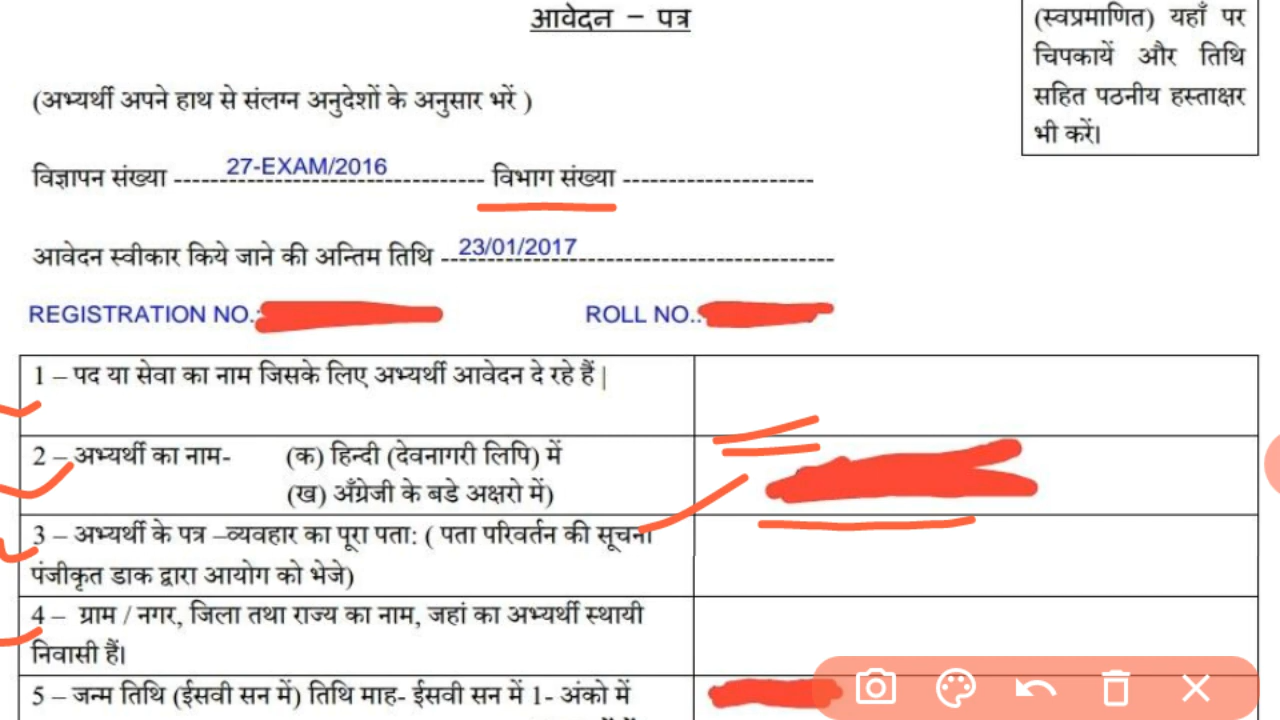 आवेदन – पत्र
(स्वप्रमाणित) यहाँ पर
चिपकायें और तिथि
सहित पठनीय हस्ताक्षर
भी करें।
(अभ्यर्थी अपने हाथ से संलग्न अनुदेशों के अनुसार भरें )
विज्ञापन संख्या ---27-EXAM/2016--- विभाग संख्या ---------------------
आवेदन स्वीकार किये जाने की अन्तिम तिथि ---23/01/2017---
REGISTRATION NO.: ROLL NO.:
1 – पद या सेवा का नाम जिसके लिए अभ्यर्थी आवेदन दे रहे हैं |
2 – अभ्यर्थी का नाम- (क) हिन्दी (देवनागरी लिपि) में
(ख) अँग्रेजी के बडे अक्षरो में)
3 – अभ्यर्थी के पत्र –व्यवहार का पूरा पता: ( पता परिवर्तन की सूचना
पंजीकृत डाक द्वारा आयोग को भेजे)
4 – ग्राम / नगर, जिला तथा राज्य का नाम, जहां का अभ्यर्थी स्थायी
निवासी हैं।
5 – जन्म तिथि (ईसवी सन में) तिथि माह- ईसवी सन में 1- अंको में